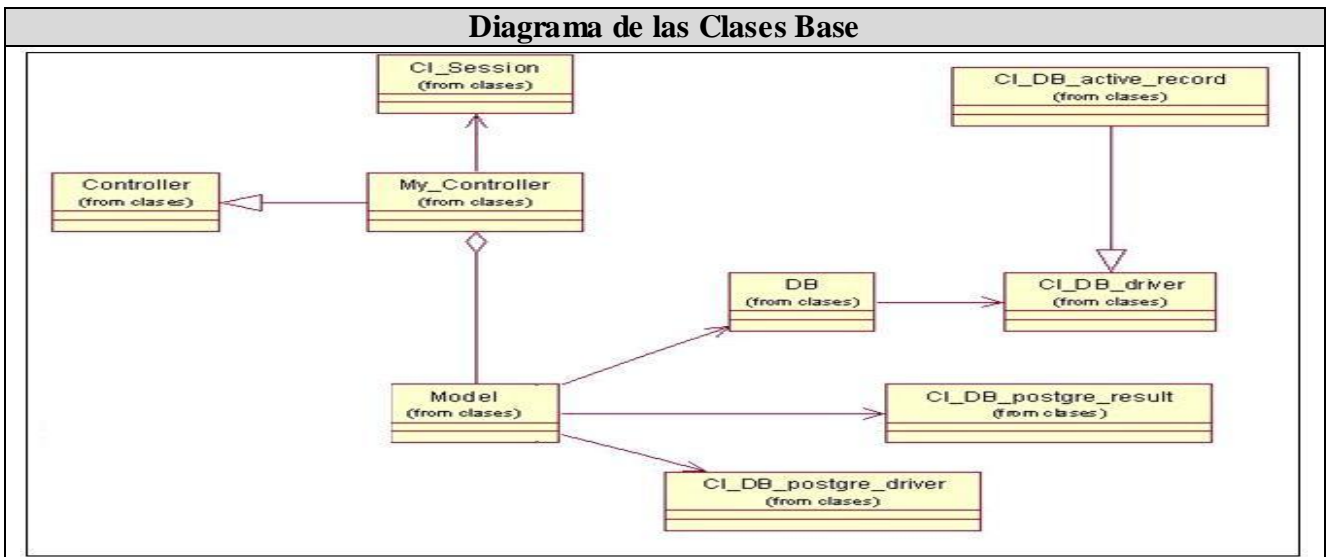 Diagrama de las Clases Base
CI_Session
(from clases)
CI_DB_active_record
(from clases)
Controller
(from clases)
My_Controller
(from clases)
DB
(from clases)
CI_DB_driver
(from clases)
Model
(from clases)
CI_DB_postgre_result
(from clases)
CI_DB_postgre_driver
(from clases)